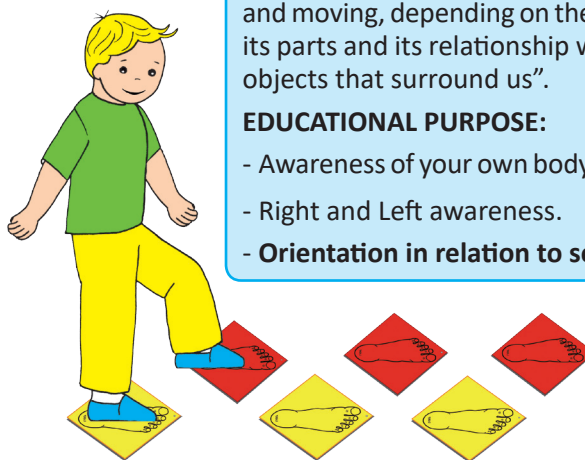 and moving, depending on the
its parts and its relationship w
objects that surround us”.
EDUCATIONAL PURPOSE:
- Awareness of your own body
- Right and Left awareness.
- Orientation in relation to s